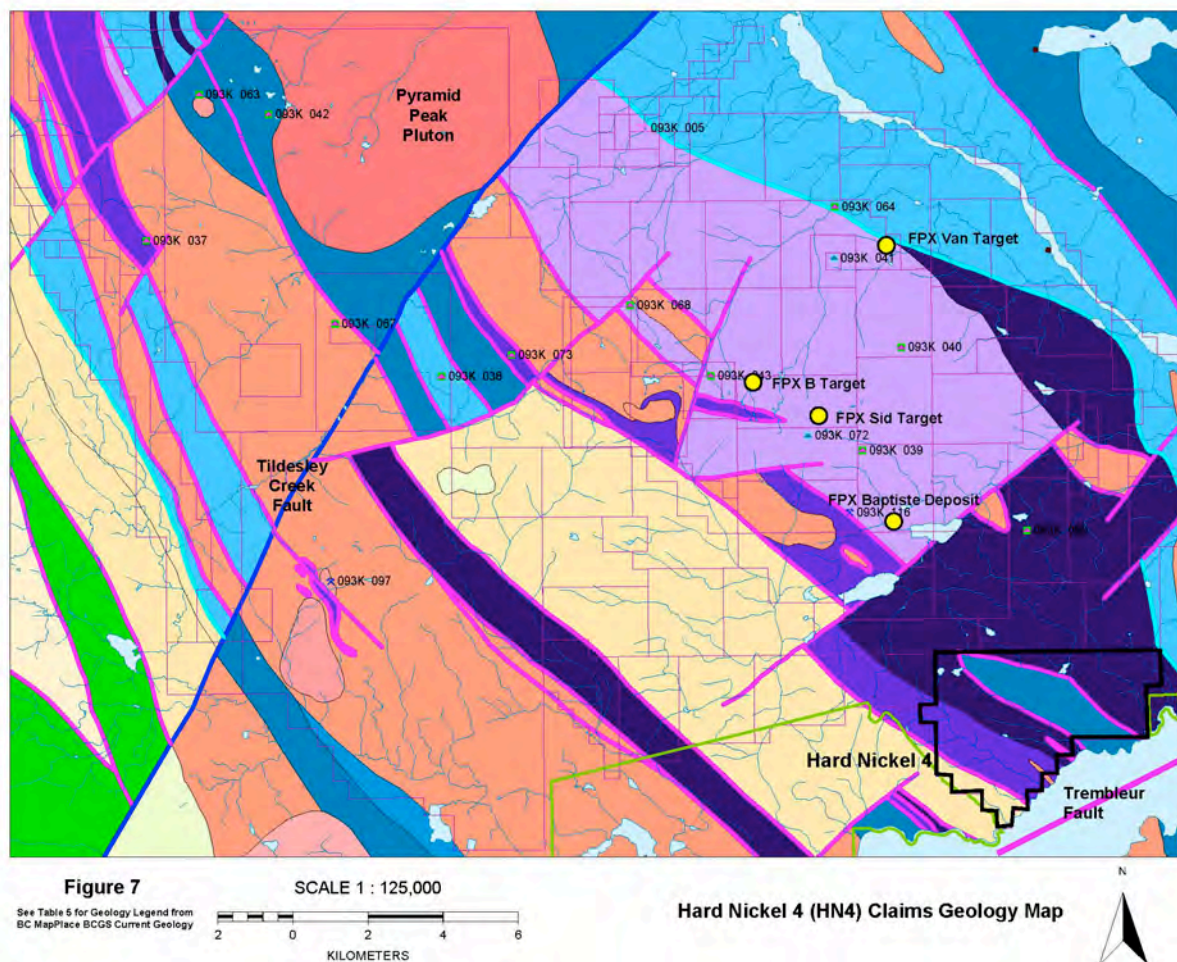 093K 063
093K 042
Pyramid
Peak
Pluton
093K 005
093K 064
FPX Van Target
093K 041
093K 037
093K 068
093K 067
093K 073
093K 040
093K 038
093K 043
FPX B Target
FPX Sid Target
093K 072
093K 039
Tildesley
Creek
Fault
FPX Baptiste Deposit
093K 116
093K 097
Hard Nickel 4
Trembleur
Fault
Figure 7
See Table 5 for Geology Legend from
BC MapPlace BCGS Current Geology
SCALE 1 : 125,000
2 0 2 4 6
KILOMETERS
Hard Nickel 4 (HN4) Claims Geology Map
N